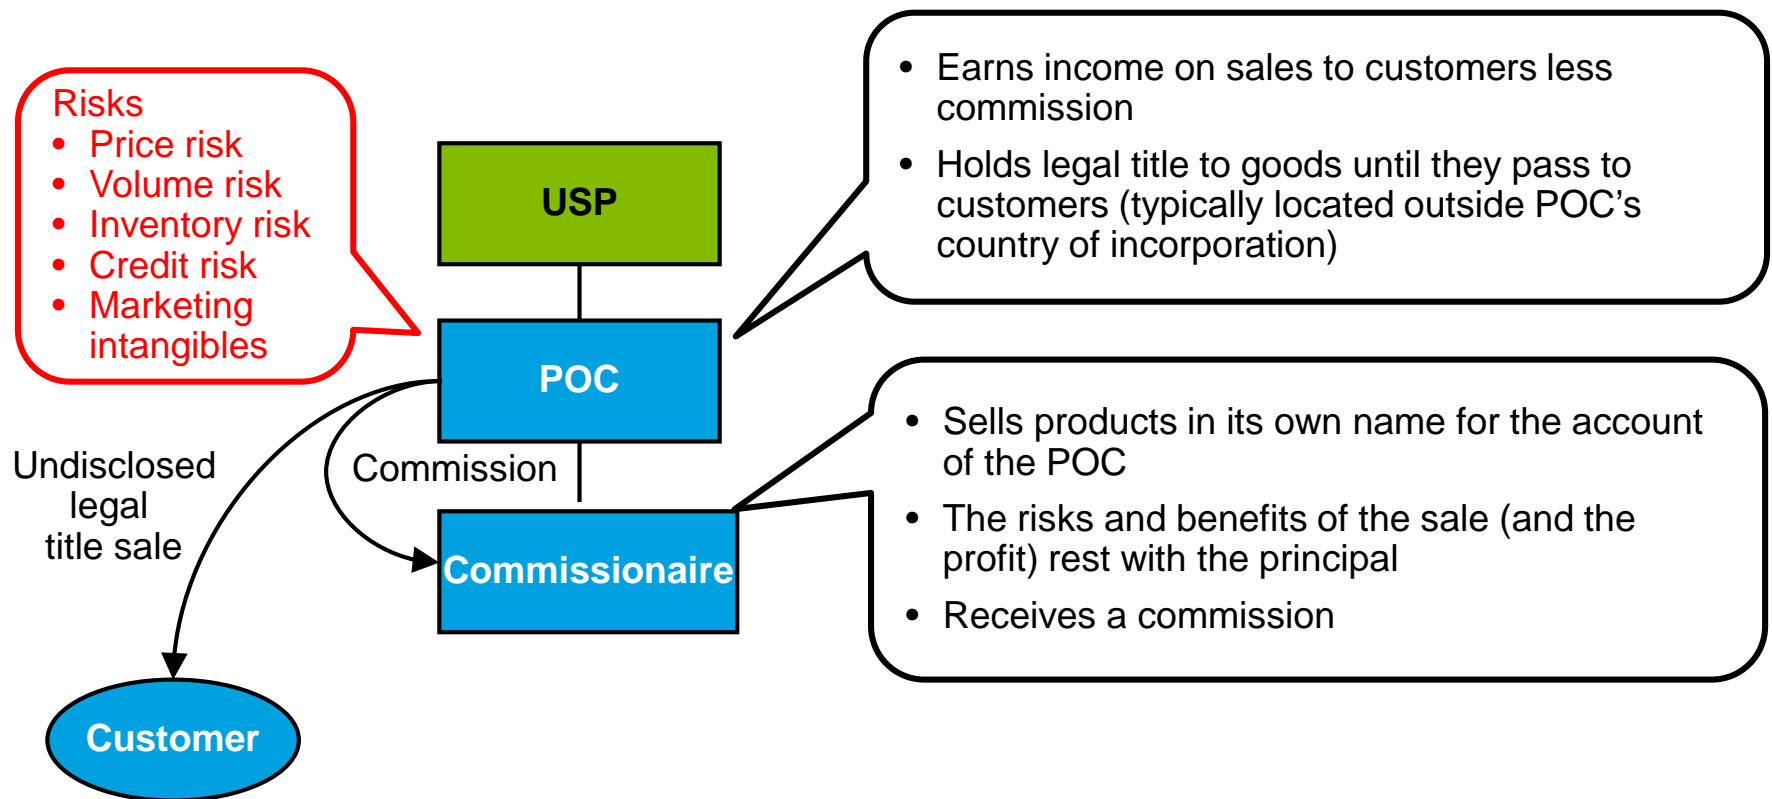 Risks
• Price risk
• Volume risk
• Inventory risk
• Credit risk
• Marketing
intangibles
USP
POC
Commission
Commissionaire
Undisclosed
legal
title sale
Customer
• Earns income on sales to customers less
commission
• Holds legal title to goods until they pass to
customers (typically located outside POC’s
country of incorporation)
• Sells products in its own name for the account
of the POC
• The risks and benefits of the sale (and the
profit) rest with the principal
• Receives a commission